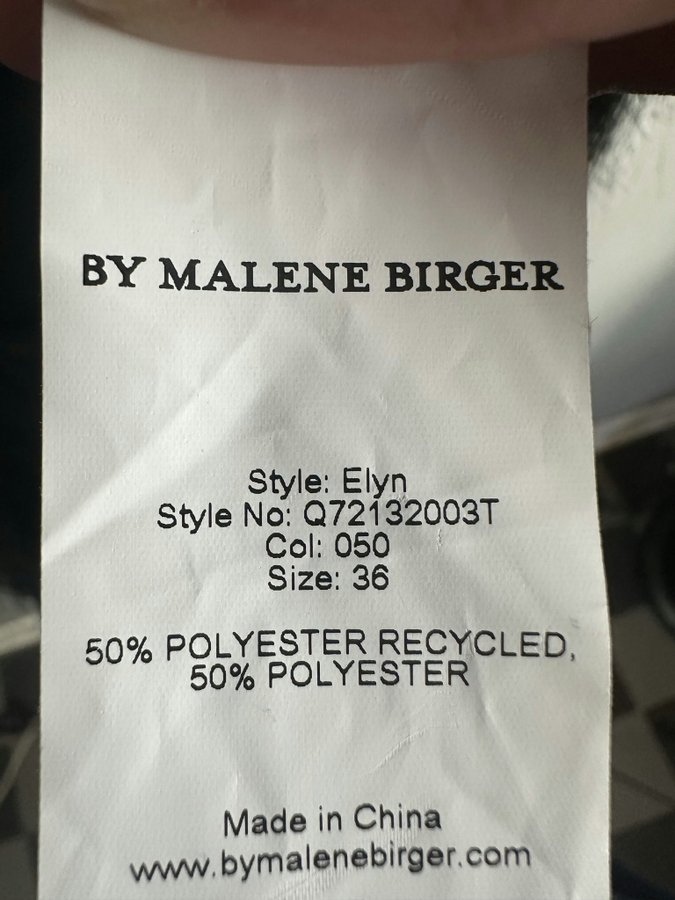 BY MALENE BIRGER
Style: Elyn
Style No: Q72132003T
Col: 050
Size: 36
50% POLYESTER RECYCLED,
50% POLYESTER
Made in China
www.bymalenebirger.com